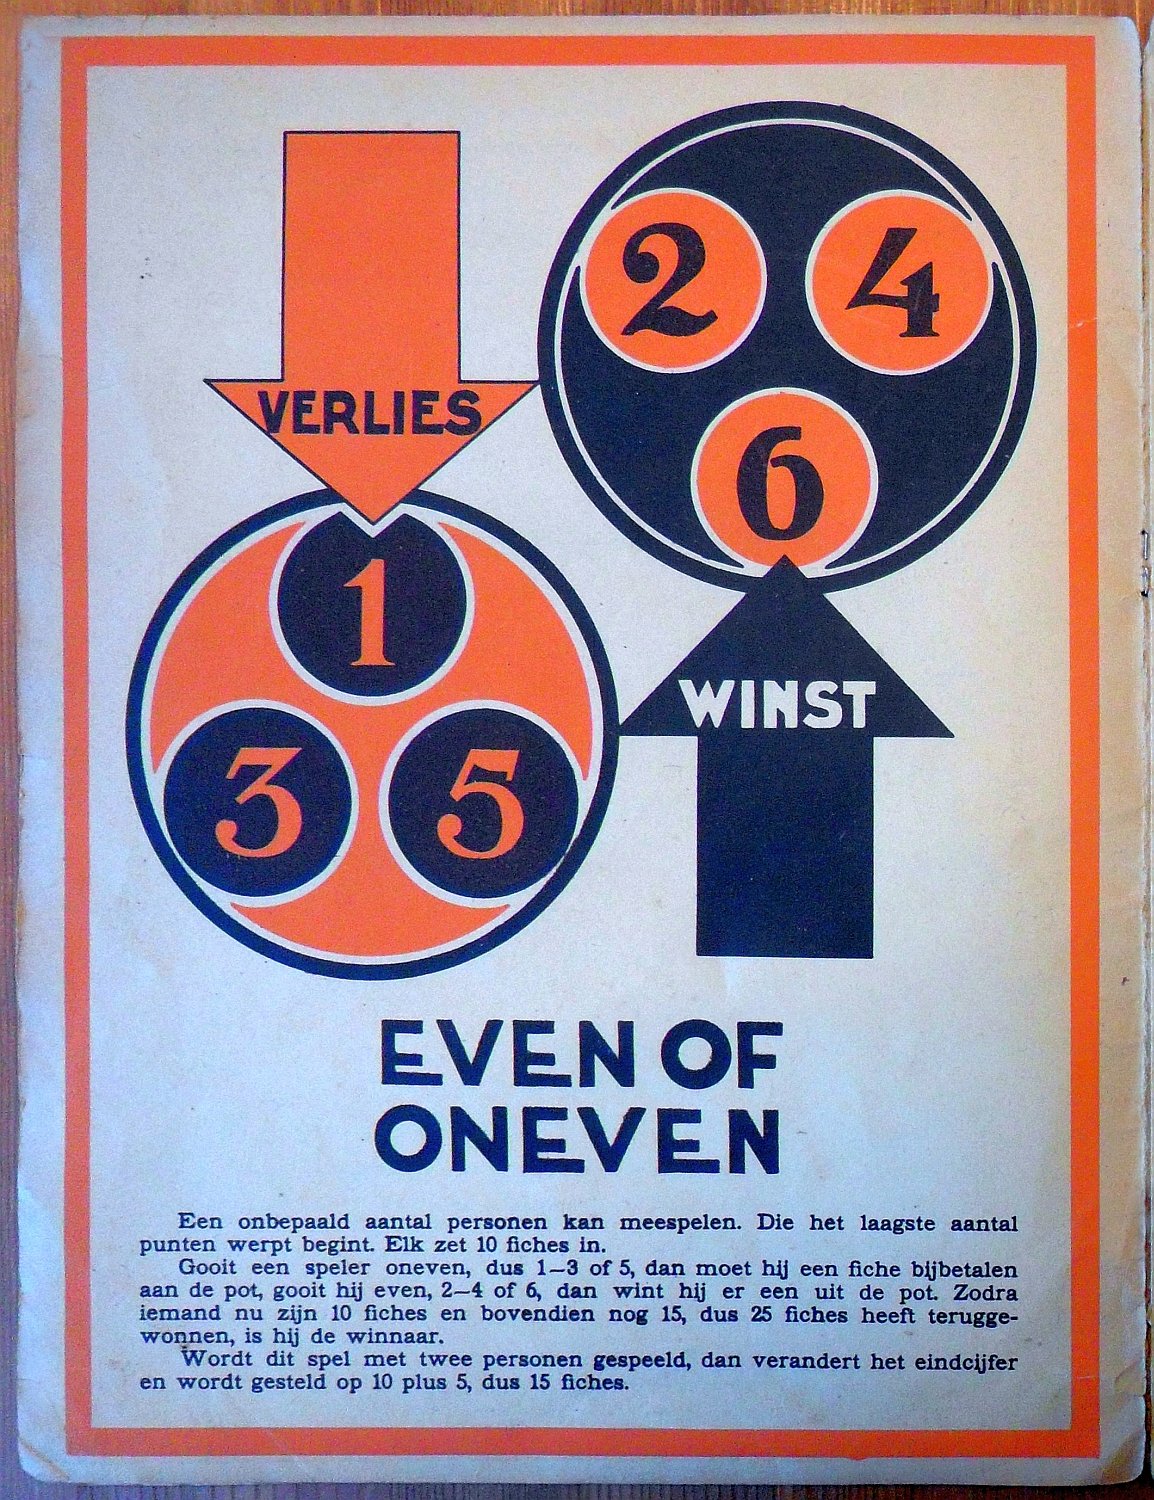 VERLIES
2 4
6
1
3 5
WINST
EVEN OF
ONEVEN
Een onbepaald aantal personen kan meespelen. Die het laagste aantal
punten werpt begint. Elk zet 10 fiches in.
Gooit een speler oneven, dus 1—3 of 5, dan moet hij een fiche bijbetalen
aan de pot, gooit hij even, 2—4 of 6, dan wint hij er een uit de pot. Zodra
iemand nu zijn 10 fiches en bovendien nog 15, dus 25 fiches heeft terugge-
wonnen, is hij de winnaar.
Wordt dit spel met twee personen gespeeld, dan verandert het eindcijfer
en wordt gesteld op 10 plus 5, dus 15 fiches.